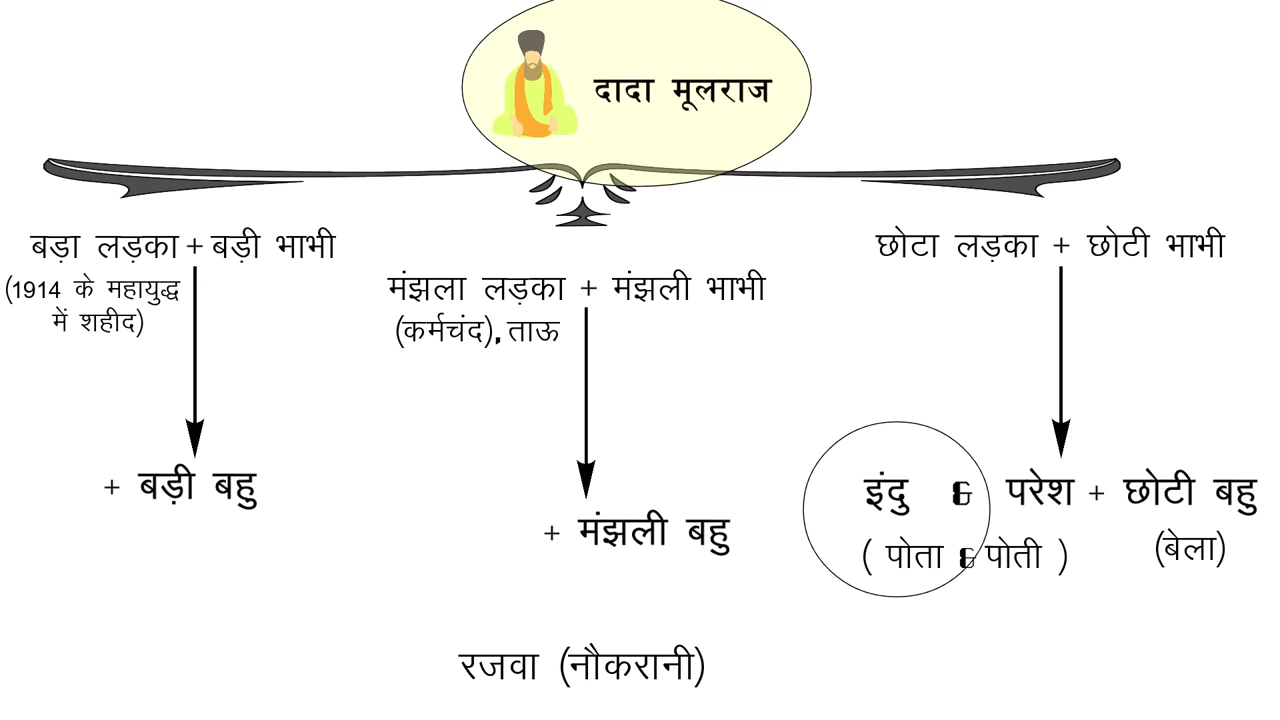 दादा मूलराज
बड़ा लड़का + बड़ी भाभी
(1914 के महायुद्ध
में शहीद)
मंझला लड़का + मंझली भाभी
(कर्मचंद), ताऊ
छोटा लड़का + छोटी भाभी
+ बड़ी बहु
+ मंझली बहु
इंदु & परेश + छोटी बहु
( पोता & पोती ) (बेला)
रजवा (नौकरानी)